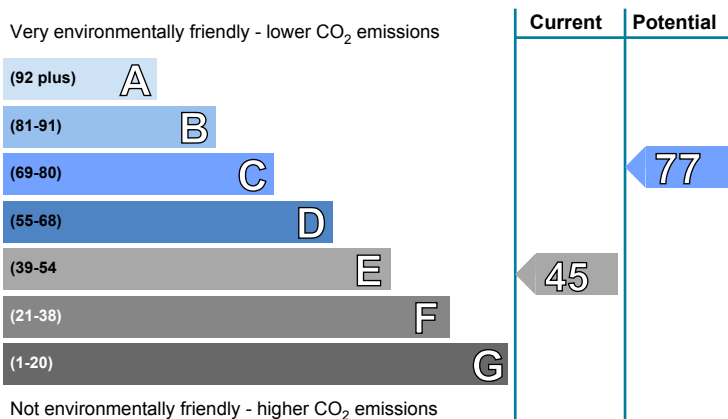 Current Potential
Very environmentally friendly - lower CO2 emissions
(92 plus) A
(81-91) B
(69-80) C
77
(55-68) D
(39-54 E
45
(21-38) F
(1-20) G
Not environmentally friendly - higher CO2 emissions